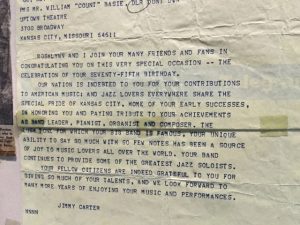 PMS MR. WILLIAM "COUNT" BASIE, DLR DONT DWR
UPTOWN THEATRE
3700 BROADWAY
KANSAS CITY, MISSOURI 64611
ROSALYNN AND I JOIN YOUR MANY FRIENDS AND FANS IN
CONGRATULATING YOU ON THIS VERY SPECIAL OCCASION -- THE
CELEBRATION OF YOUR SEVENTY-FIFTH BIRTHDAY.
OUR NATION IS INDEBTED TO YOU FOR YOUR CONTRIBUTIONS
TO AMERICAN MUSIC; AND JAZZ LOVERS EVERYWHERE SHARE THE
SPECIAL PRIDE OF KANSAS CITY, HOME OF YOUR EARLY SUCCESSES,
IN HONORING YOU AND PAYING TRIBUTE TO YOUR ACHIEVEMENTS
AS BAND LEADER, PIANIST, ORGANIST AND COMPOSER. THE
FOR WHICH YOUR BIG BAND IS FAMOUS, YOUR UNIQUE
ABILITY TO SAY SO MUCH WITH SO FEW NOTES HAS BEEN A SOURCE
OF JOY TO MUSIC LOVERS ALL OVER THE WORLD. YOUR BAND
CONTINUES TO PROVIDE SOME OF THE GREATEST JAZZ SOLOISTS.
YOUR FELLOW CITIZENS ARE INDEED GRATEFUL TO YOU FOR
GIVING SO MUCH OF YOUR TALENTS, AND WE LOOK FORWARD TO
MANY MORE YEARS OF ENJOYING YOUR MUSIC AND PERFORMANCES.
JIMMY CARTER
NNNN